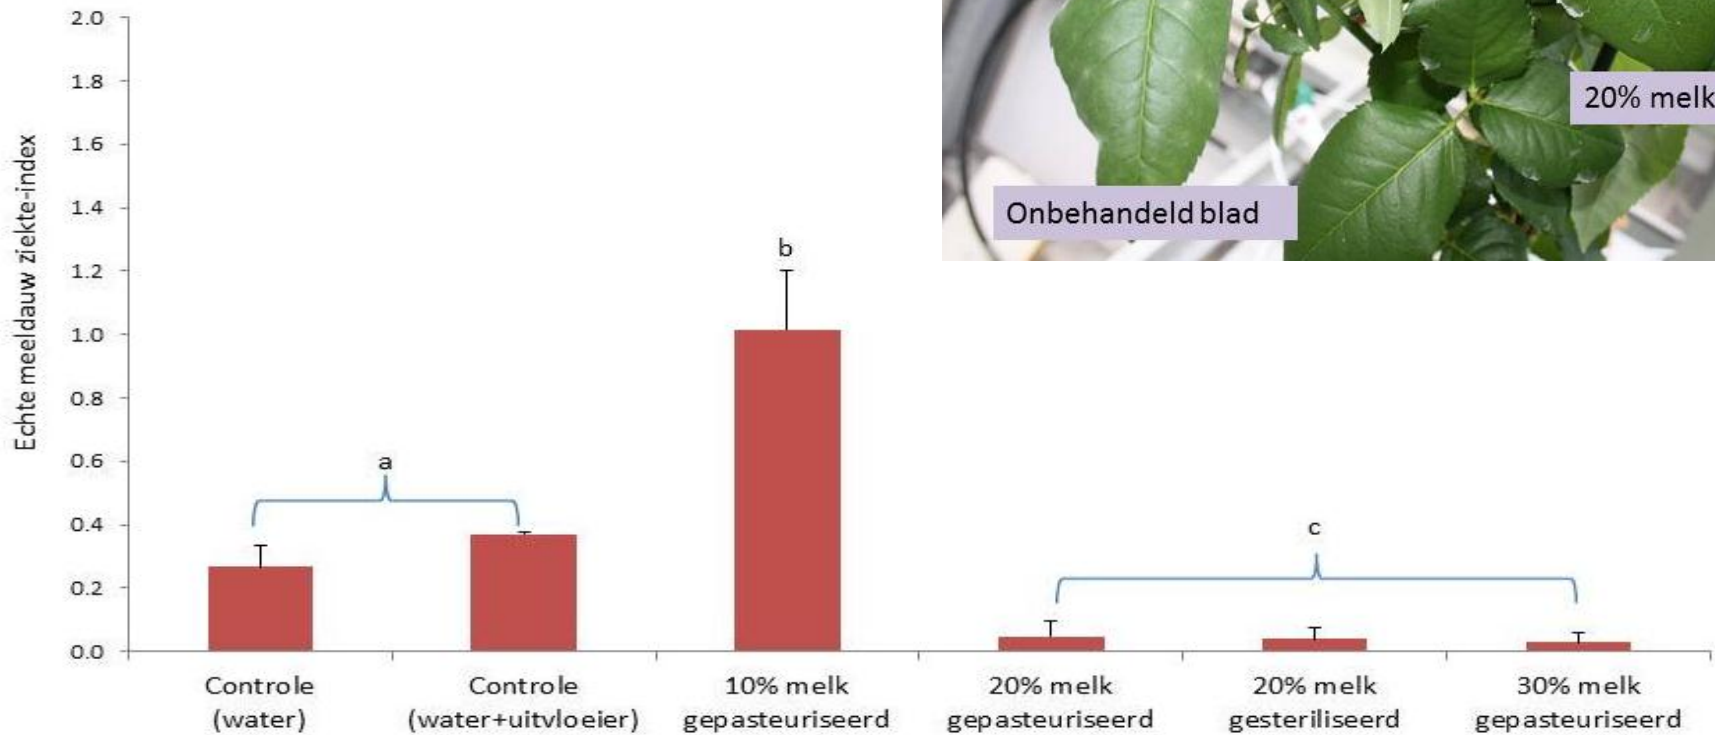 Echte meeldauw ziekte-index
2.0
1.8
1.6
1.4
1.2
1.0
0.8
0.6
0.4
0.2
0.0
a
b
c
Controle
(water)
Controle
(water+uitvloeier)
10% melk
gepasteuriseerd
20% melk
gepasteuriseerd
20% melk
gesteriliseerd
30% melk
gepasteuriseerd
20% melk
Onbehandeld blad